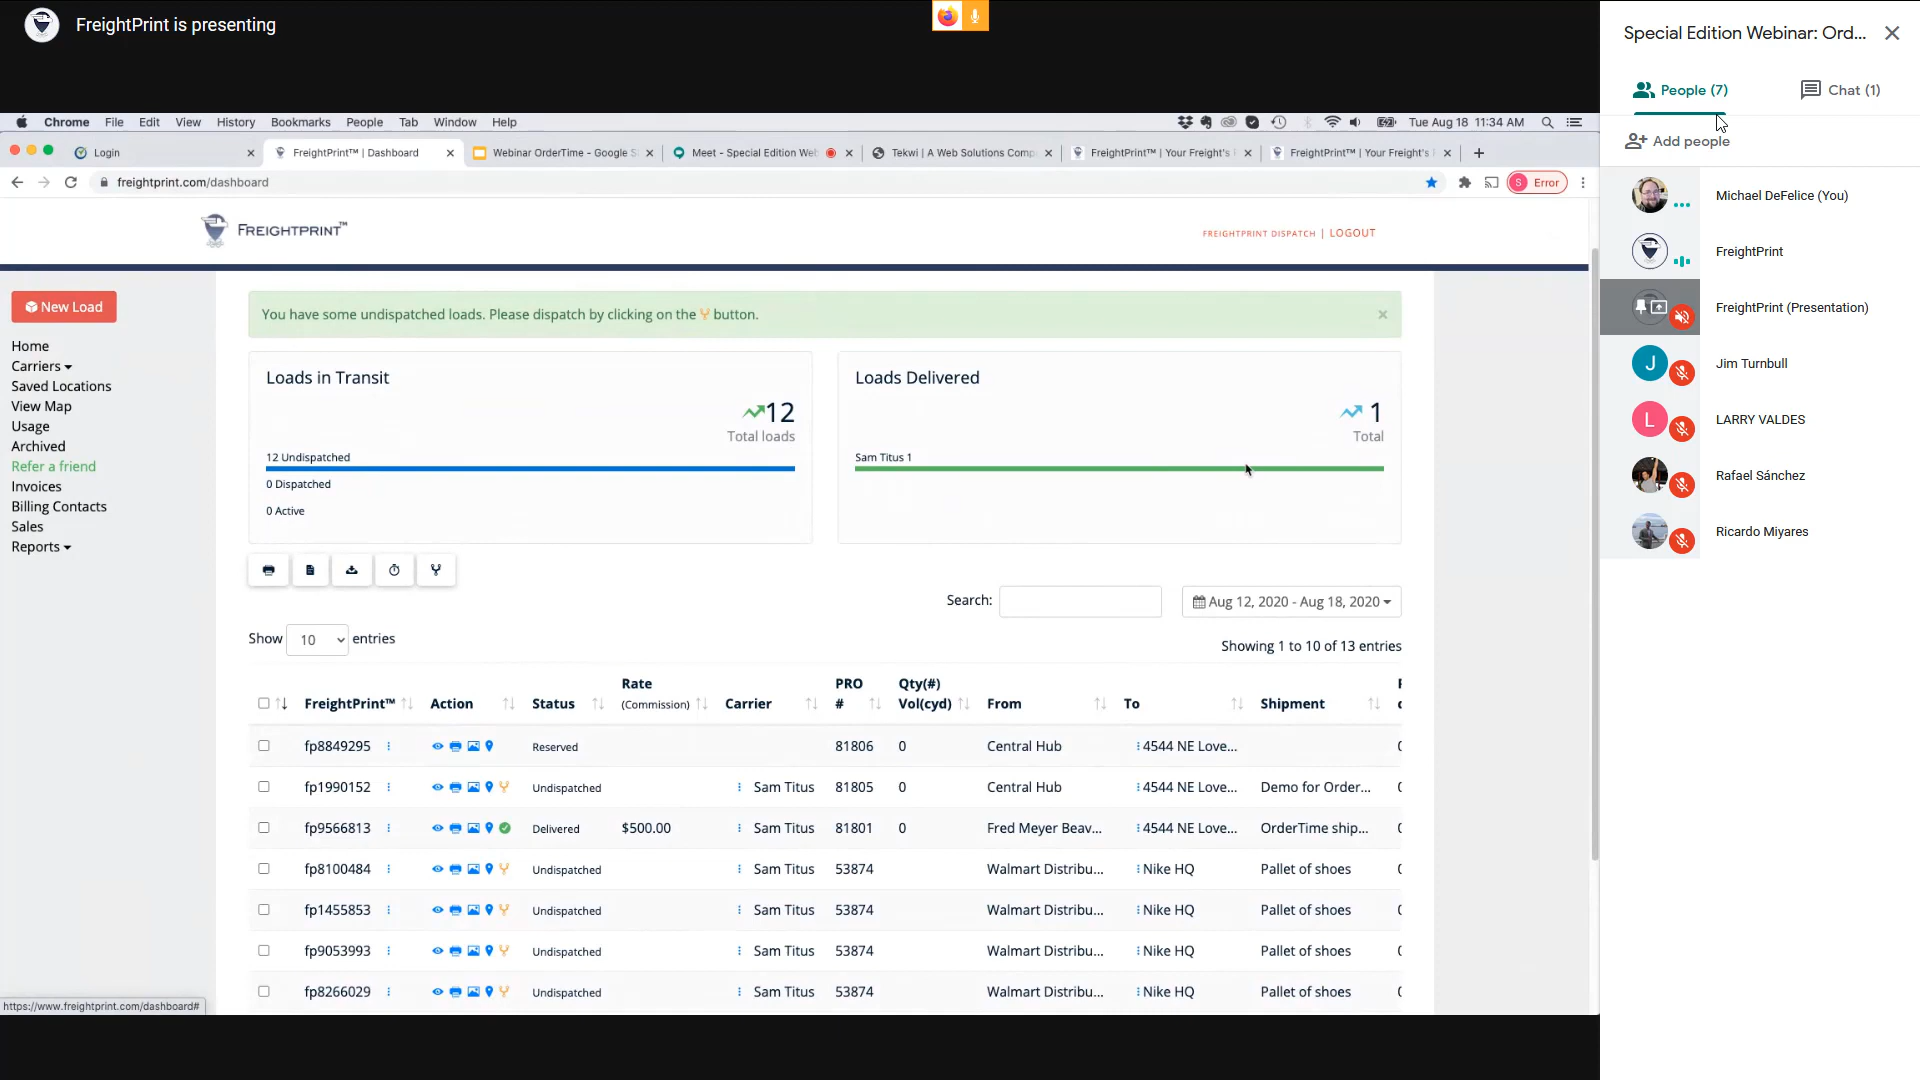 FreightPrint is presenting
Special Edition Webinar: Ord...
People (7)
Chat (1)
Add people
Michael DeFelice (You)
FreightPrint
FreightPrint (Presentation)
J
Jim Turnbull
L
LARRY VALDES
Rafael Sánchez
Ricardo Miyares
Chrome File Edit View History Bookmarks People Tab Window Help
Tue Aug 18 11:34 AM
Login
FreightPrint™ | Dashboard
Webinar OrderTime - Google S
Meet - Special Edition Web
Tekwi | A Web Solutions Comp
FreightPrint™ | Your Freight's
FreightPrint™ | Your Freight's
freightprint.com/dashboard
S Error
FREIGHTPRINT™
FREIGHTPRINT DISPATCH | LOGOUT
New Load
Home
Carriers
Saved Locations
View Map
Usage
Archived
Refer a friend
Invoices
Billing Contacts
Sales
Reports
You have some undispatched loads. Please dispatch by clicking on the button.
Loads in Transit
12
Total loads
12 Undispatched
0 Dispatched
0 Active
Loads Delivered
1
Total
Sam Titus 1
Search:
Aug 12, 2020 - Aug 18, 2020
Show 10 entries
Showing 1 to 10 of 13 entries
FreightPrint™ Action Status Rate (Commission) Carrier PRO # Qty(#) Vol(cyd) From To Shipment
fp8849295 Reserved 81806 0 Central Hub 4544 NE Love...
fp1990152 Undispatched Sam Titus 81805 0 Central Hub 4544 NE Love... Demo for Order...
fp9566813 Delivered $500.00 Sam Titus 81801 0 Fred Meyer Beav... 4544 NE Love... OrderTime ship...
fp8100484 Undispatched Sam Titus 53874 Walmart Distribu... Nike HQ Pallet of shoes
fp1455853 Undispatched Sam Titus 53874 Walmart Distribu... Nike HQ Pallet of shoes
fp9053993 Undispatched Sam Titus 53874 Walmart Distribu... Nike HQ Pallet of shoes
fp8266029 Undispatched Sam Titus 53874 Walmart Distribu... Nike HQ Pallet of shoes
https://www.freightprint.com/dashboard#